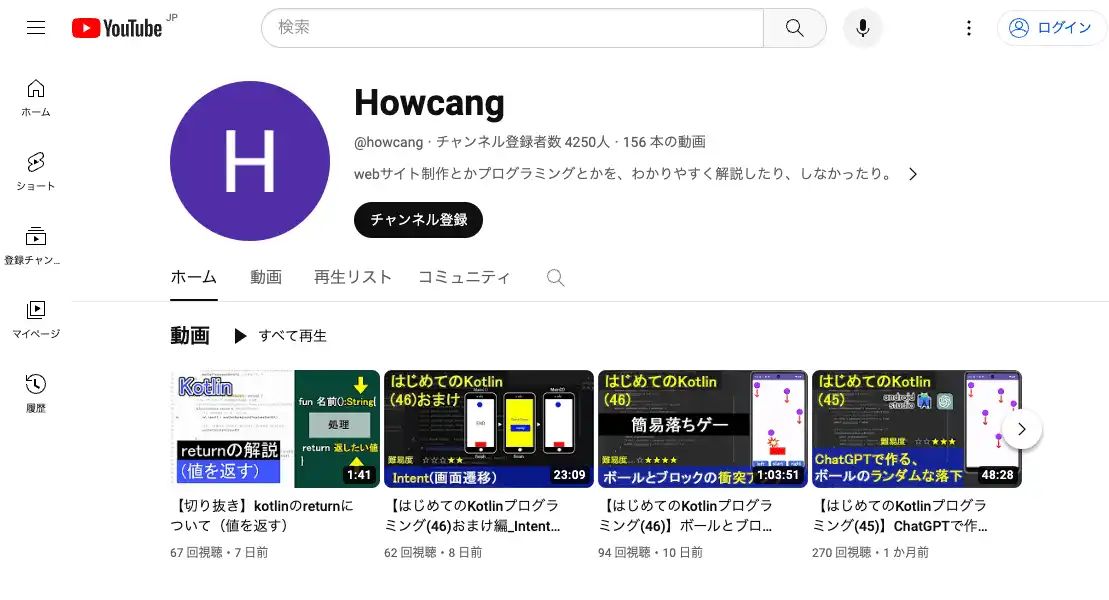 YouTube JP
検索
ログイン
ホーム
ショート
登録チャン...
マイページ
履歴
H
Howcang
@howcang · チャンネル登録者数 4250人 · 156 本の動画
webサイト制作とかプログラミングとかを、わかりやすく解説したり、しなかったり。
チャンネル登録
ホーム 動画 再生リスト コミュニティ
動画 すべて再生
Kotlin
fun 名前():String{
処理
return 返したい値
}
returnの解説
(値を返す)
1:41
はじめてのKotlin
(46)おまけ
Main()
Main()
END
finish
finish
難易度 ☆☆☆★★
Intent(画面遷移)
23:09
はじめてのKotlin
(46)
簡易落ちゲー
難易度 ☆★★★★
ボールとブロックの衝突
left start right
1:03:51
はじめてのKotlin
(45)
android
studio
難易度 ☆☆★★★
ChatGPTで作る、
ボールのランダムな落下
48:28
【切り抜き】kotlinのreturnに
ついて（値を返す）
67 回視聴・7 日前
【はじめてのKotlinプログラ
ミング(46)おまけ編_Intent...
62 回視聴・8 日前
【はじめてのKotlinプログラ
ミング(46)】ボールとブロ...
94 回視聴・10 日前
【はじめてのKotlinプログラ
ミング(45)】ChatGPTで作...
270 回視聴・1 か月前